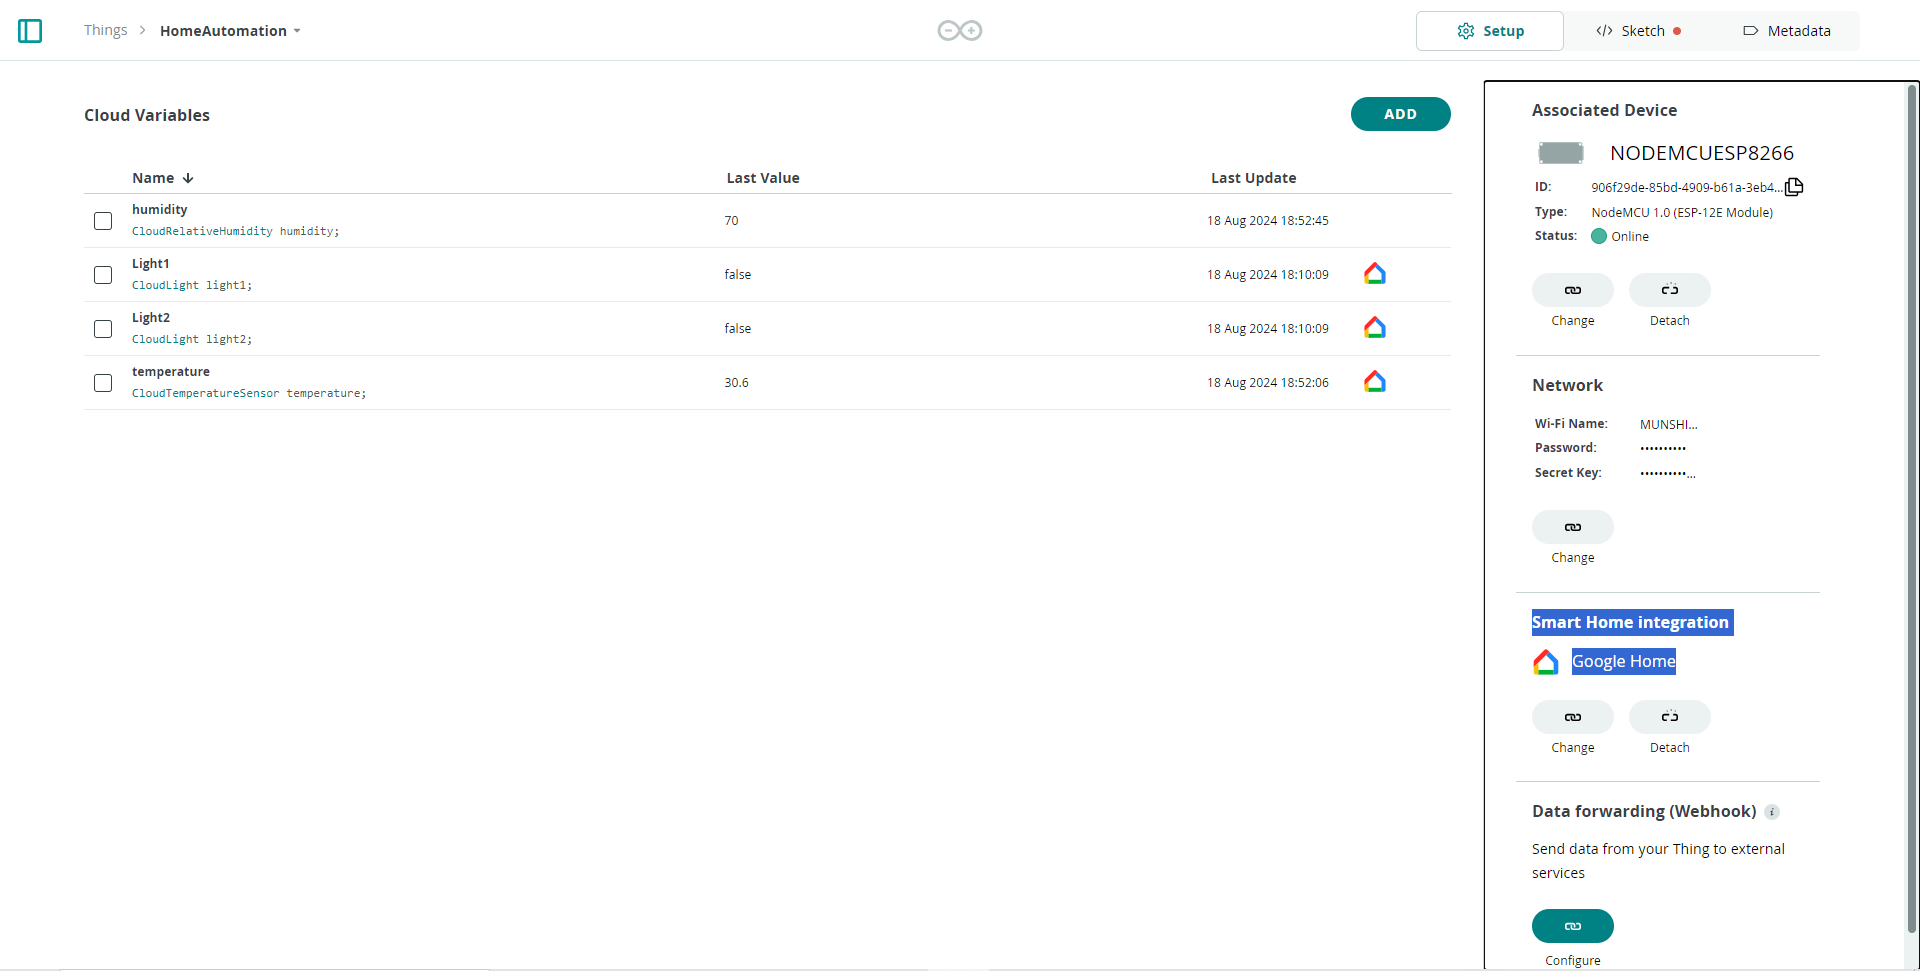 Things > HomeAutomation
Setup
</> Sketch
Metadata
Cloud Variables
ADD
Name ↓ Last Value Last Update
humidity
CloudRelativeHumidity humidity;
70
18 Aug 2024 18:52:45
Light1
CloudLight light1;
false
18 Aug 2024 18:10:09
Light2
CloudLight light2;
false
18 Aug 2024 18:10:09
temperature
CloudTemperatureSensor temperature;
30.6
18 Aug 2024 18:52:06
Associated Device
NODEMCUESP8266
ID: 906f29de-85bd-4909-b61a-3eb4...
Type: NodeMCU 1.0 (ESP-12E Module)
Status: Online
Change Detach
Network
Wi-Fi Name: MUNSHI...
Password: ••••••••••
Secret Key: ••••••••••...
Change
Smart Home integration
Google Home
Change Detach
Data forwarding (Webhook) i
Send data from your Thing to external
services
Configure